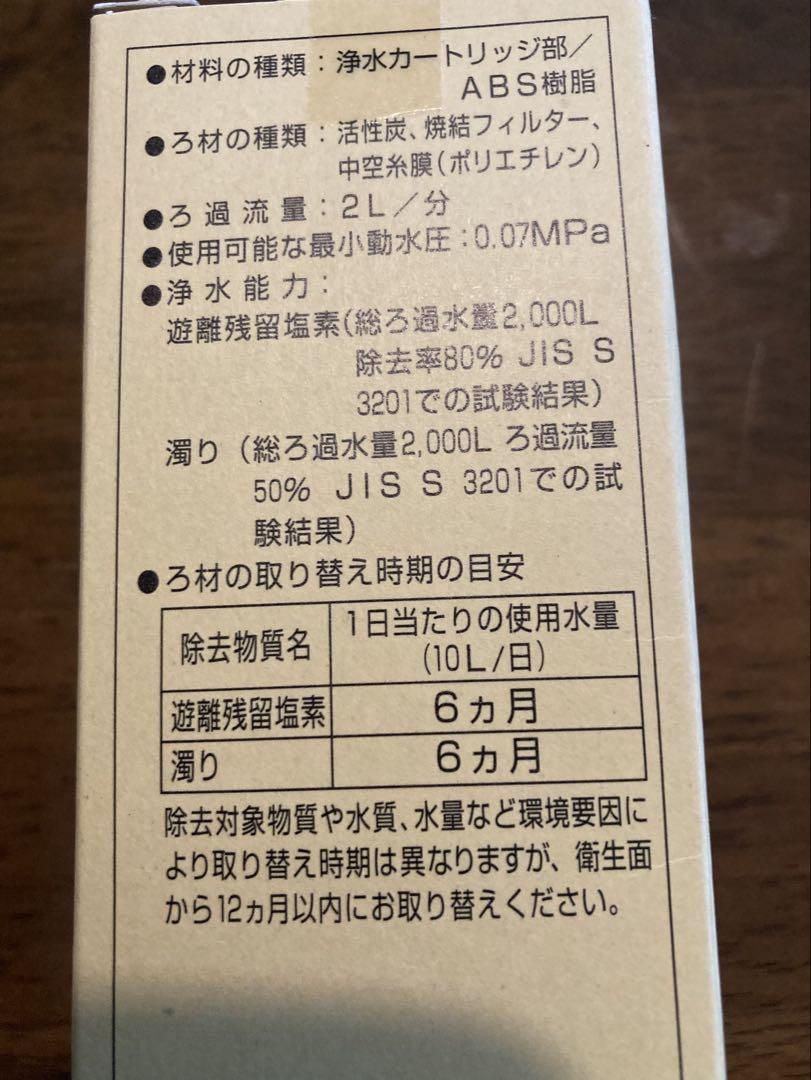 ●材料の種類：浄水カートリッジ部／
ABS樹脂
●ろ材の種類：活性炭、焼結フィルター、
中空糸膜(ポリエチレン)
●ろ過流量：2L／分
●使用可能な最小動水圧：0.07MPa
●浄水能力：
遊離残留塩素(総ろ過水量2,000L
除去率80% JIS S
3201での試験結果)
濁り(総ろ過水量2,000L ろ過流量
50% JIS S 3201での試
験結果)
●ろ材の取り替え時期の目安
除去物質名 1日当たりの使用水量
(10L/日)
遊離残留塩素 6ヵ月
濁り 6ヵ月
除去対象物質や水質、水量など環境要因に
より取り替え時期は異なりますが、衛生面
から12ヵ月以内にお取り替えください。